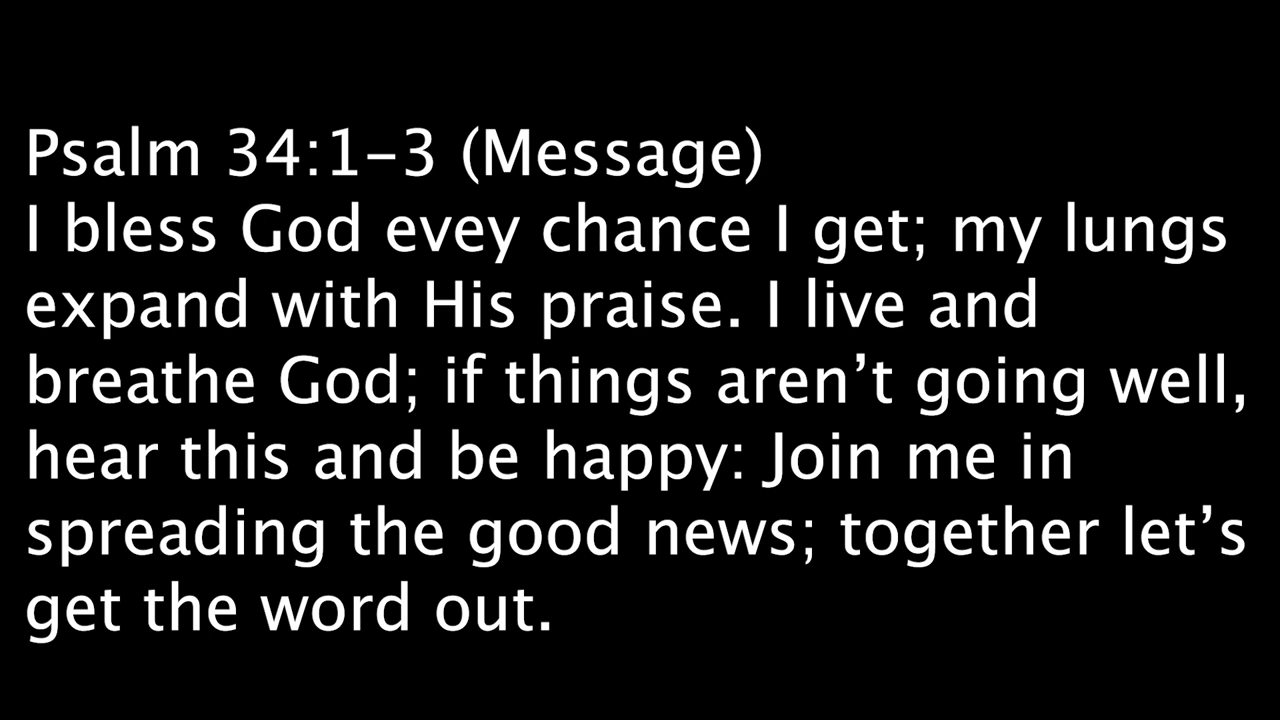 Psalm 34:1–3 (Message)
I bless God evey chance I get; my lungs
expand with His praise. I live and
breathe God; if things aren’t going well,
hear this and be happy: Join me in
spreading the good news; together let’s
get the word out.